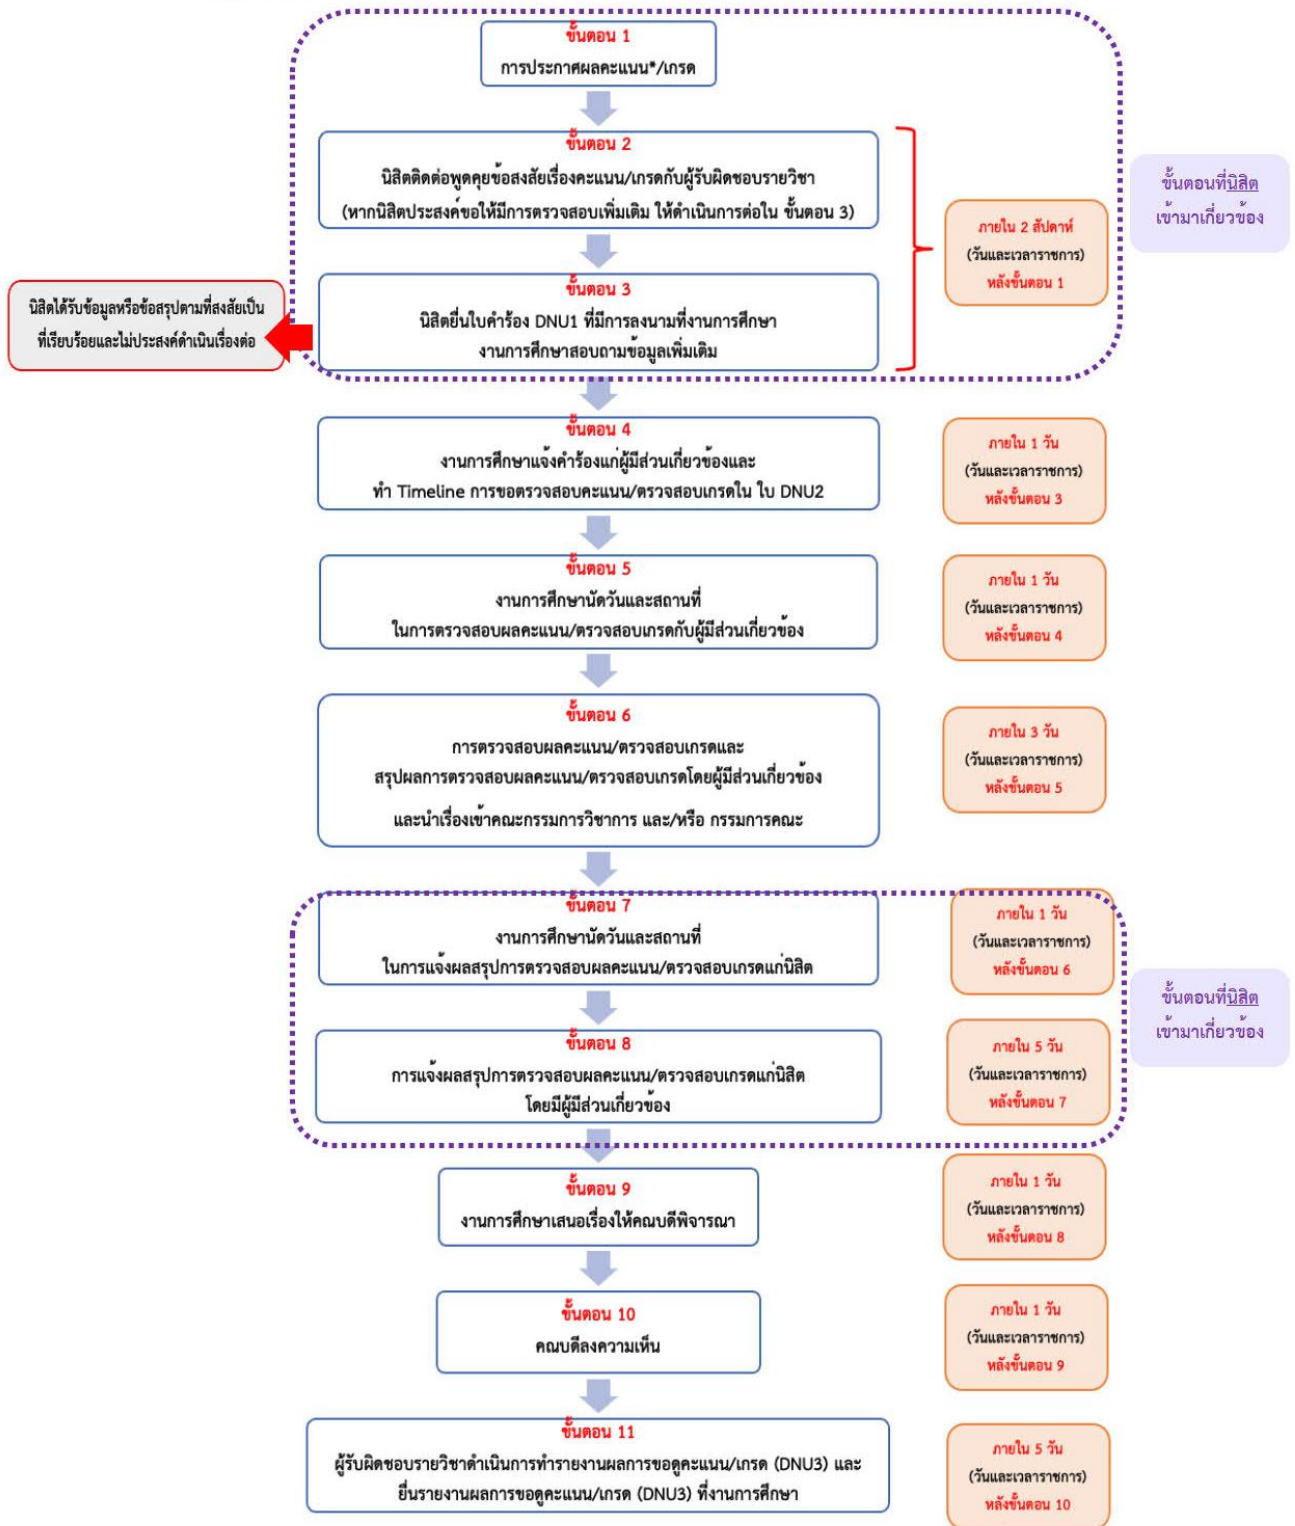 ขั้นตอน 1
การประกาศผลคะแนน*/เกรด
ขั้นตอน 2
นิสิตติดต่อพูดคุยข้อสงสัยเรื่องคะแนน/เกรดกับผู้รับผิดชอบรายวิชา
(หากนิสิตประสงค์ขอให้มีการตรวจสอบเพิ่มเติม ให้ดำเนินการต่อใน ขั้นตอน 3)
ขั้นตอน 3
นิสิตยื่นใบคำร้อง DNU1 ที่มีการลงนามที่งานการศึกษา
งานการศึกษาสอบถามข้อมูลเพิ่มเติม
ภายใน 2 สัปดาห์
(วันและเวลาราชการ)
หลังขั้นตอน 1
ขั้นตอนที่นิสิต
เข้ามาเกี่ยวข้อง
นิสิตได้รับข้อมูลหรือข้อสรุปตามที่สงสัยเป็น
ที่เรียบร้อยและไม่ประสงค์ดำเนินเรื่องต่อ
ขั้นตอน 4
งานการศึกษาแจ้งคำร้องแก่ผู้มีส่วนเกี่ยวข้องและ
ทำ Timeline การขอตรวจสอบคะแนน/ตรวจสอบเกรดใน ใบ DNU2
ภายใน 1 วัน
(วันและเวลาราชการ)
หลังขั้นตอน 3
ขั้นตอน 5
งานการศึกษานัดวันและสถานที่
ในการตรวจสอบผลคะแนน/ตรวจสอบเกรดกับผู้มีส่วนเกี่ยวข้อง
ภายใน 1 วัน
(วันและเวลาราชการ)
หลังขั้นตอน 4
ขั้นตอน 6
การตรวจสอบผลคะแนน/ตรวจสอบเกรดและ
สรุปผลการตรวจสอบผลคะแนน/ตรวจสอบเกรดโดยผู้มีส่วนเกี่ยวข้อง
และนำเรื่องเข้าคณะกรรมการวิชาการ และ/หรือ กรรมการคณะ
ภายใน 3 วัน
(วันและเวลาราชการ)
หลังขั้นตอน 5
ขั้นตอน 7
งานการศึกษานัดวันและสถานที่
ในการแจ้งผลสรุปการตรวจสอบผลคะแนน/ตรวจสอบเกรดแก่นิสิต
ภายใน 1 วัน
(วันและเวลาราชการ)
หลังขั้นตอน 6
ขั้นตอนที่นิสิต
เข้ามาเกี่ยวข้อง
ขั้นตอน 8
การแจ้งผลสรุปการตรวจสอบผลคะแนน/ตรวจสอบเกรดแก่นิสิต
โดยมีผู้มีส่วนเกี่ยวข้อง
ภายใน 5 วัน
(วันและเวลาราชการ)
หลังขั้นตอน 7
ขั้นตอน 9
งานการศึกษาเสนอเรื่องให้คณบดีพิจารณา
ภายใน 1 วัน
(วันและเวลาราชการ)
หลังขั้นตอน 8
ขั้นตอน 10
คณบดีลงความเห็น
ภายใน 1 วัน
(วันและเวลาราชการ)
หลังขั้นตอน 9
ขั้นตอน 11
ผู้รับผิดชอบรายวิชาดำเนินการทำรายงานผลการขอดูคะแนน/เกรด (DNU3) และ
ยื่นรายงานผลการขอดูคะแนน/เกรด (DNU3) ที่งานการศึกษา
ภายใน 5 วัน
(วันและเวลาราชการ)
หลังขั้นตอน 10